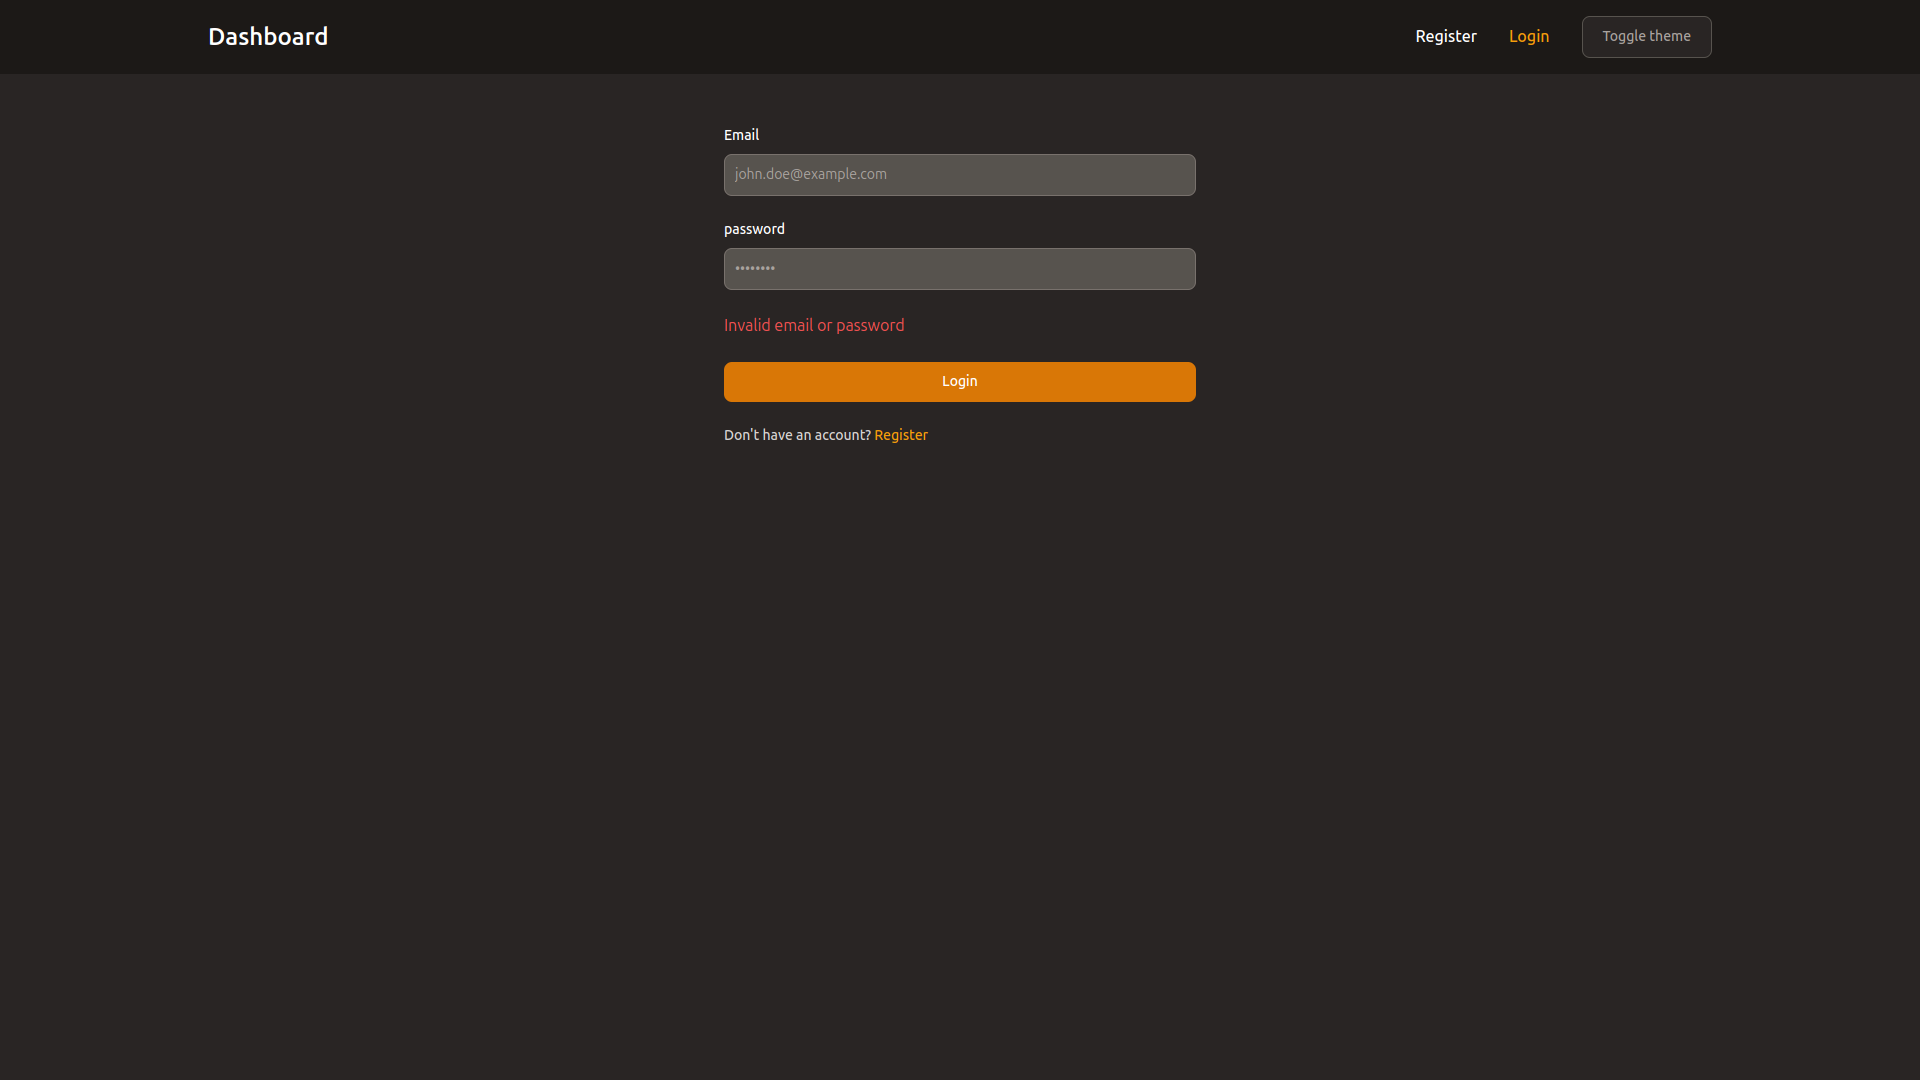 Dashboard
Register
Login
Toggle theme
Email
john.doe@example.com
password
••••••••
Invalid email or password
Login
Don't have an account? Register